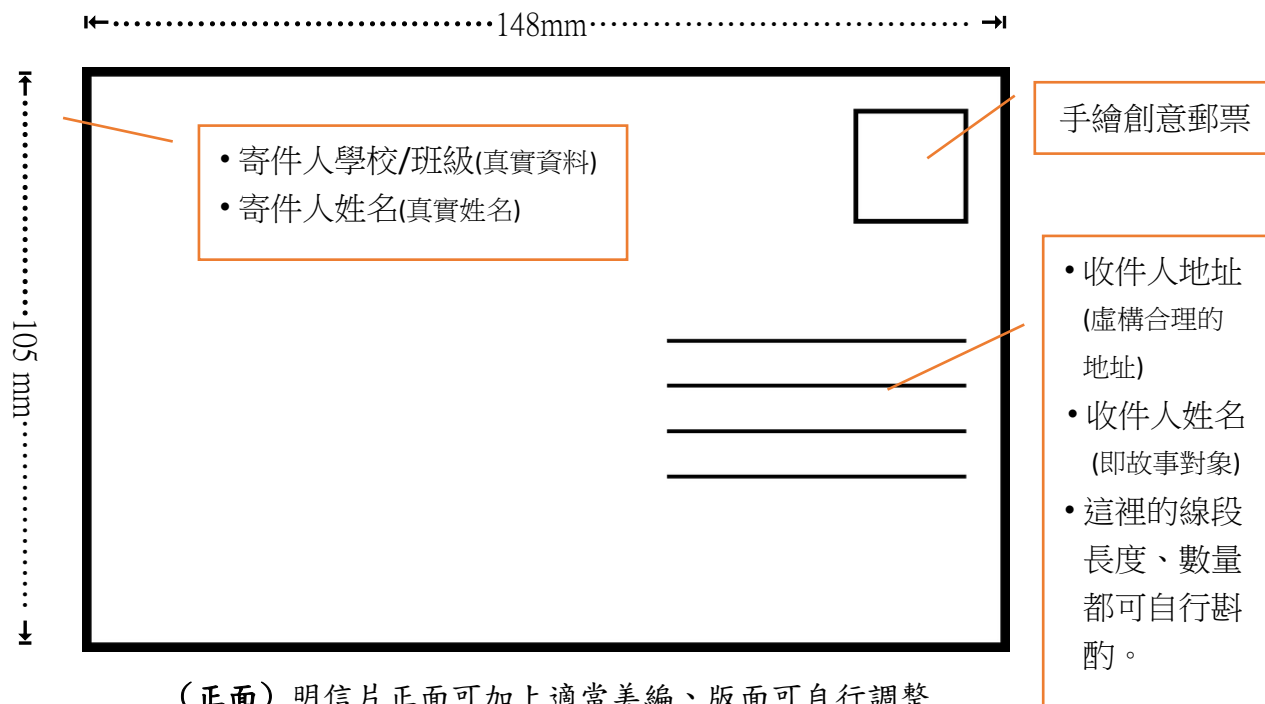 148mm
105 mm
• 寄件人學校/班級(真實資料)
• 寄件人姓名(真實姓名)
手繪創意郵票
• 收件人地址
(虛構合理的
地址)
• 收件人姓名
(即故事對象)
• 這裡的線段
長度、數量
都可自行斟
酌。
（正面）明信片正面可加上適當美編、版面可自行調整